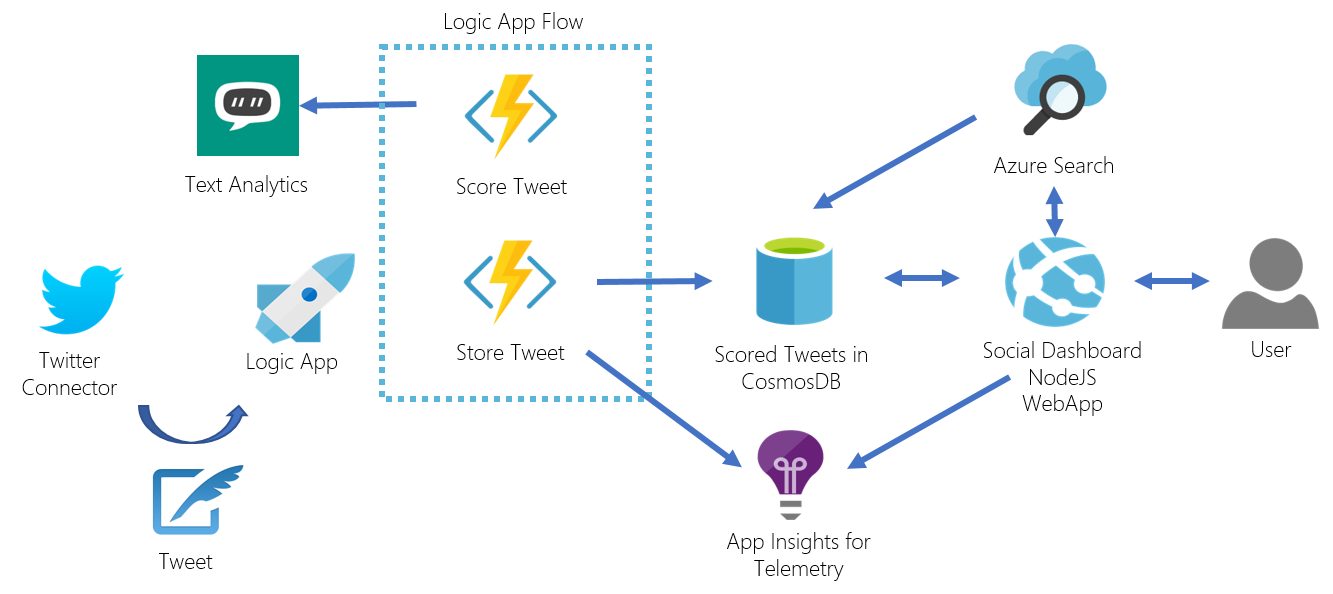 Logic App Flow
Text Analytics
Score Tweet
Azure Search
Twitter
Connector
Logic App
Store Tweet
Scored Tweets in
CosmosDB
Social Dashboard
NodeJS
WebApp
User
Tweet
App Insights for
Telemetry